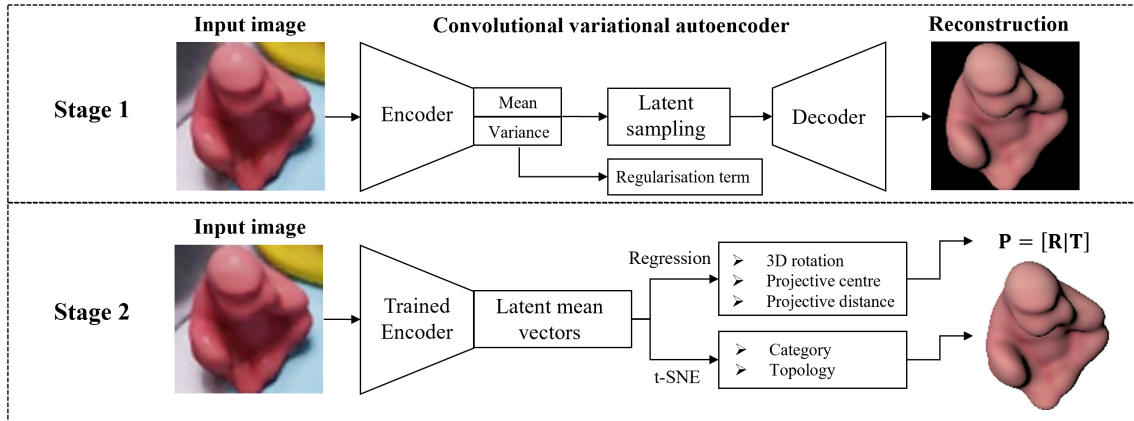 Input image
Convolutional variational autoencoder
Reconstruction
Stage 1
Encoder
Mean
Variance
Latent
sampling
Decoder
Regularisation term
Input image
Stage 2
Trained
Encoder
Latent mean
vectors
Regression
➢ 3D rotation
➢ Projective centre
➢ Projective distance
t-SNE
➢ Category
➢ Topology
P = [R|T]